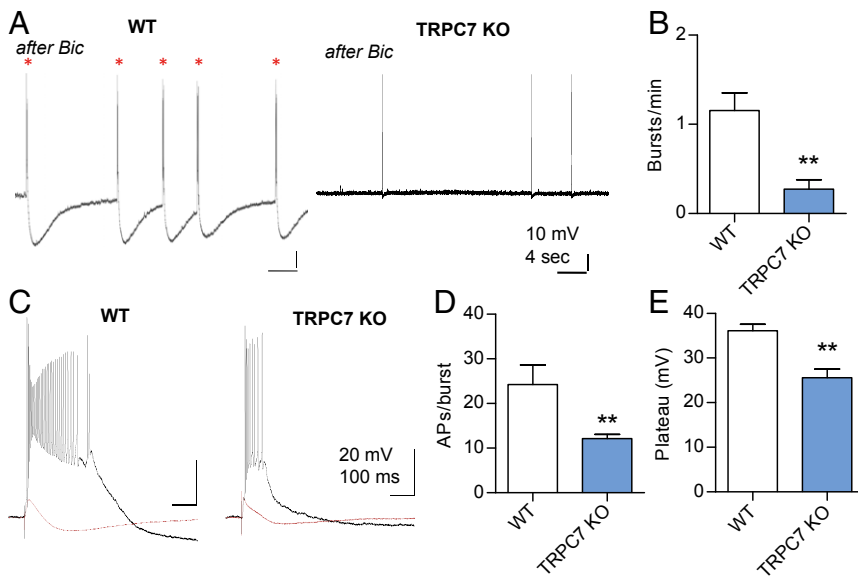 A
WT
TRPC7 KO
after Bic
after Bic
* * * * *
10 mV
4 sec
B
Bursts/min
2
1
0
**
WT
TRPC7 KO
C
WT
TRPC7 KO
20 mV
100 ms
D
APs/burst
40
30
20
10
0
**
WT
TRPC7 KO
E
Plateau (mV)
40
30
20
10
0
**
WT
TRPC7 KO